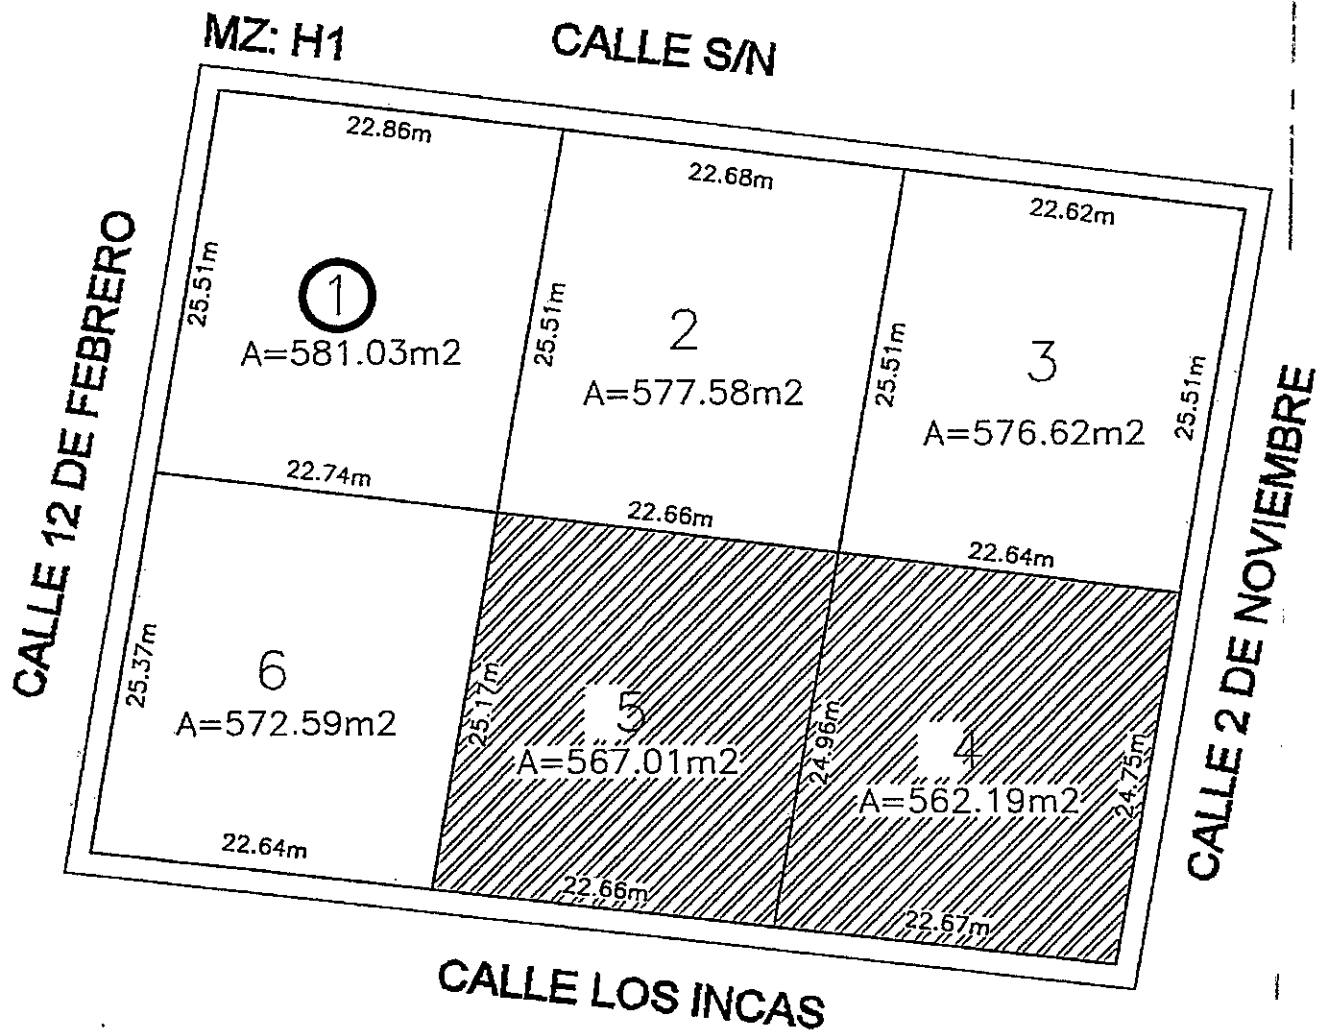 MZ: H1
CALLE S/N
22.86m
22.68m
22.62m
CALLE 12 DE FEBRERO
25.51m
1
A=581.03m2
25.51m
2
A=577.58m2
25.51m
3
A=576.62m2
25.51m
CALLE 2 DE NOVIEMBRE
22.74m
22.66m
22.64m
25.37m
6
A=572.59m2
25.17m
5
A=567.01m2
24.96m
4
A=562.19m2
24.75m
22.64m
22.66m
22.67m
CALLE LOS INCAS